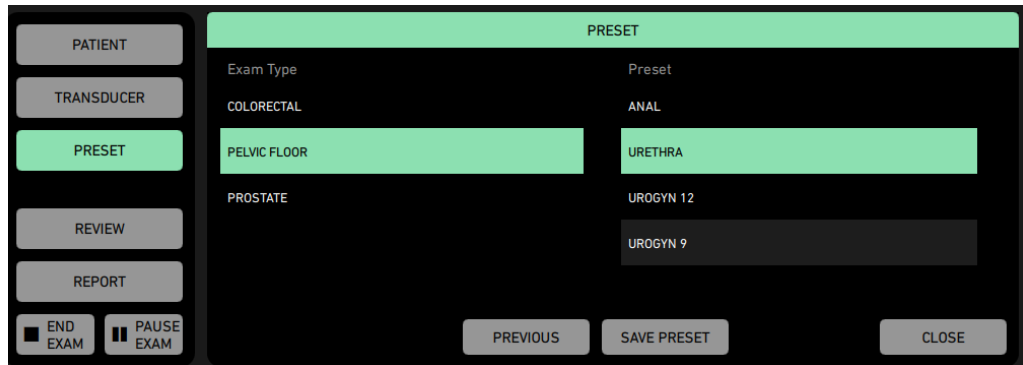 PATIENT
TRANSDUCER
PRESET
REVIEW
REPORT
END
EXAM
PAUSE
EXAM
PRESET
Exam Type
Preset
COLORECTAL
ANAL
PELVIC FLOOR
URETHRA
PROSTATE
UROGYN 12
UROGYN 9
PREVIOUS
SAVE PRESET
CLOSE